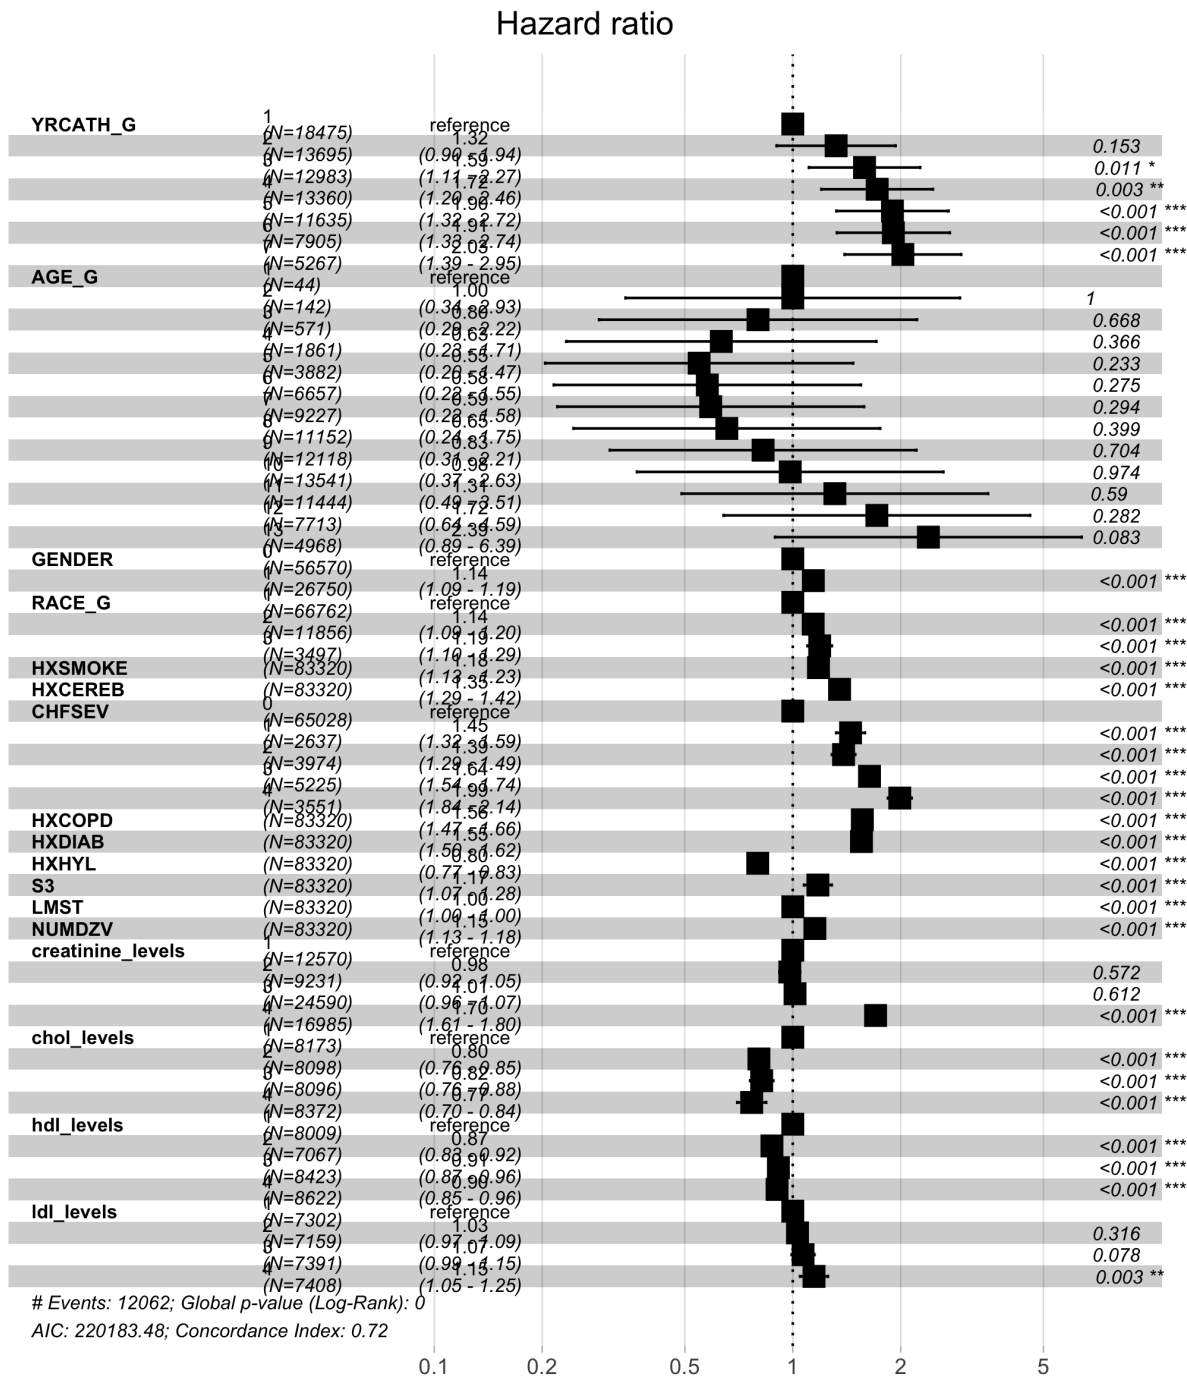 Hazard ratio
YRCATH_G 1 (N=18475) reference
2 (N=13695) 1.32 (0.90 - 1.94) 0.153
3 (N=12983) 1.59 (1.11 - 2.27) 0.011 *
4 (N=13360) 1.72 (1.20 - 2.46) 0.003 **
5 (N=11635) 1.90 (1.32 - 2.72) <0.001 ***
6 (N=7905) 1.91 (1.33 - 2.74) <0.001 ***
7 (N=5267) 2.03 (1.39 - 2.95) <0.001 ***
AGE_G 1 (N=44) reference
2 (N=142) 1.00 (0.34 - 2.93) 1
3 (N=571) 0.80 (0.29 - 2.22) 0.668
4 (N=1861) 0.63 (0.23 - 1.71) 0.366
5 (N=3882) 0.55 (0.20 - 1.47) 0.233
6 (N=6657) 0.58 (0.22 - 1.55) 0.275
7 (N=9227) 0.59 (0.22 - 1.58) 0.294
8 (N=11152) 0.65 (0.24 - 1.75) 0.399
9 (N=12118) 0.83 (0.31 - 2.21) 0.704
10 (N=13541) 0.98 (0.37 - 2.63) 0.974
11 (N=11444) 1.31 (0.49 - 3.51) 0.59
12 (N=7713) 1.72 (0.64 - 4.59) 0.282
13 (N=4968) 2.39 (0.89 - 6.39) 0.083
GENDER 0 (N=56570) reference
1 (N=26750) 1.14 (1.09 - 1.19) <0.001 ***
RACE_G 1 (N=66762) reference
2 (N=11856) 1.14 (1.09 - 1.20) <0.001 ***
3 (N=3497) 1.19 (1.10 - 1.29) <0.001 ***
HXSMOKE (N=83320) 1.18 (1.13 - 1.23) <0.001 ***
HXCEREB (N=83320) 1.35 (1.29 - 1.42) <0.001 ***
CHFSEV 0 (N=65028) reference
1 (N=2637) 1.45 (1.32 - 1.59) <0.001 ***
2 (N=3974) 1.39 (1.29 - 1.49) <0.001 ***
3 (N=5225) 1.64 (1.54 - 1.74) <0.001 ***
4 (N=3551) 1.99 (1.84 - 2.14) <0.001 ***
HXCOPD (N=83320) 1.56 (1.47 - 1.66) <0.001 ***
HXDIAB (N=83320) 1.55 (1.50 - 1.62) <0.001 ***
HXHYL (N=83320) 0.80 (0.77 - 0.83) <0.001 ***
S3 (N=83320) 1.17 (1.07 - 1.28) <0.001 ***
LMST (N=83320) 1.00 (1.00 - 1.00) <0.001 ***
NUMDZV (N=83320) 1.15 (1.13 - 1.18) <0.001 ***
creatinine_levels 1 (N=12570) reference
2 (N=9231) 0.98 (0.92 - 1.05) 0.572
3 (N=24590) 1.01 (0.96 - 1.07) 0.612
4 (N=16985) 1.70 (1.61 - 1.80) <0.001 ***
chol_levels 1 (N=8173) reference
2 (N=8098) 0.80 (0.76 - 0.85) <0.001 ***
3 (N=8096) 0.82 (0.76 - 0.88) <0.001 ***
4 (N=8372) 0.77 (0.70 - 0.84) <0.001 ***
hdl_levels 1 (N=8009) reference
2 (N=7067) 0.87 (0.83 - 0.92) <0.001 ***
3 (N=8423) 0.91 (0.87 - 0.96) <0.001 ***
4 (N=8622) 0.90 (0.85 - 0.96) <0.001 ***
ldl_levels 1 (N=7302) reference
2 (N=7159) 1.03 (0.97 - 1.09) 0.316
3 (N=7391) 1.07 (0.99 - 1.15) 0.078
4 (N=7408) 1.15 (1.05 - 1.25) 0.003 **
# Events: 12062; Global p-value (Log-Rank): 0
AIC: 220183.48; Concordance Index: 0.72
0.1 0.2 0.5 1 2 5